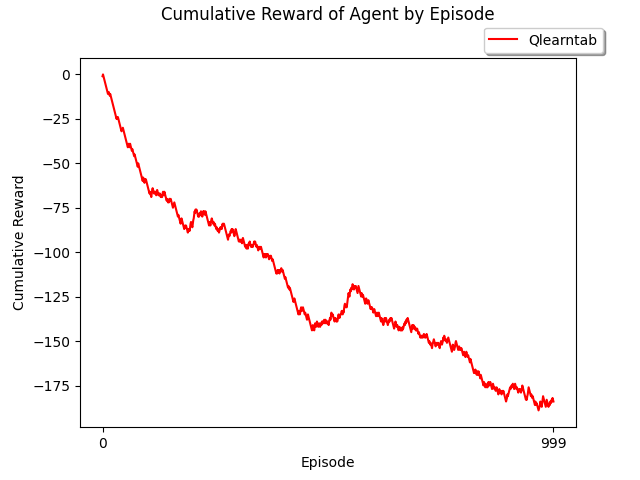 Cumulative Reward of Agent by Episode
Qlearntab
0
−25
−50
−75
−100
−125
−150
−175
Cumulative Reward
0
999
Episode